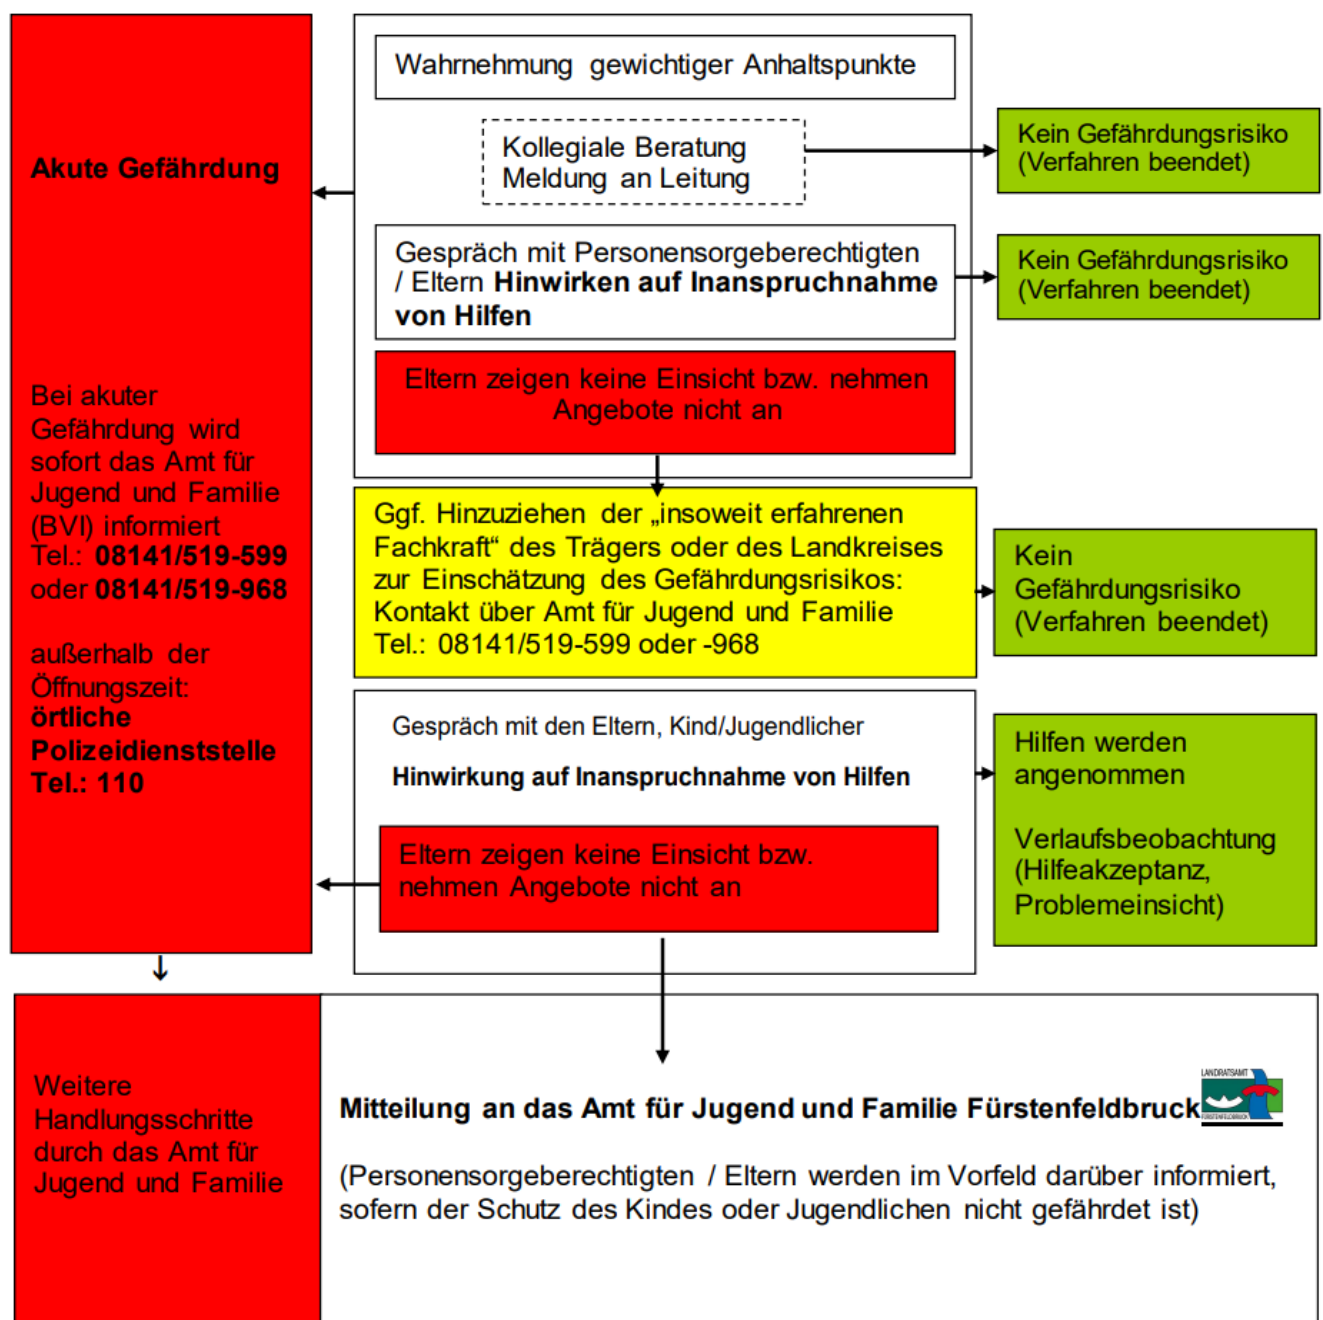 Akute Gefährdung
Bei akuter
Gefährdung wird
sofort das Amt für
Jugend und Familie
(BVI) informiert
Tel.: 08141/519-599
oder 08141/519-968
außerhalb der
Öffnungszeit:
örtliche
Polizeidienststelle
Tel.: 110
Wahrnehmung gewichtiger Anhaltspunkte
Kollegiale Beratung
Meldung an Leitung
Kein Gefährdungsrisiko
(Verfahren beendet)
Gespräch mit Personensorgeberechtigten
/ Eltern Hinwirken auf Inanspruchnahme
von Hilfen
Kein Gefährdungsrisiko
(Verfahren beendet)
Eltern zeigen keine Einsicht bzw. nehmen
Angebote nicht an
Ggf. Hinzuziehen der „insoweit erfahrenen
Fachkraft“ des Trägers oder des Landkreises
zur Einschätzung des Gefährdungsrisikos:
Kontakt über Amt für Jugend und Familie
Tel.: 08141/519-599 oder -968
Kein
Gefährdungsrisiko
(Verfahren beendet)
Gespräch mit den Eltern, Kind/Jugendlicher
Hinwirkung auf Inanspruchnahme von Hilfen
Eltern zeigen keine Einsicht bzw.
nehmen Angebote nicht an
Hilfen werden
angenommen
Verlaufsbeobachtung
(Hilfeakzeptanz,
Problemeinsicht)
Weitere
Handlungsschritte
durch das Amt für
Jugend und Familie
Mitteilung an das Amt für Jugend und Familie Fürstenfeldbruck
LANDRATSAMT
FÜRSTENFELDBRUCK
(Personensorgeberechtigten / Eltern werden im Vorfeld darüber informiert,
sofern der Schutz des Kindes oder Jugendlichen nicht gefährdet ist)